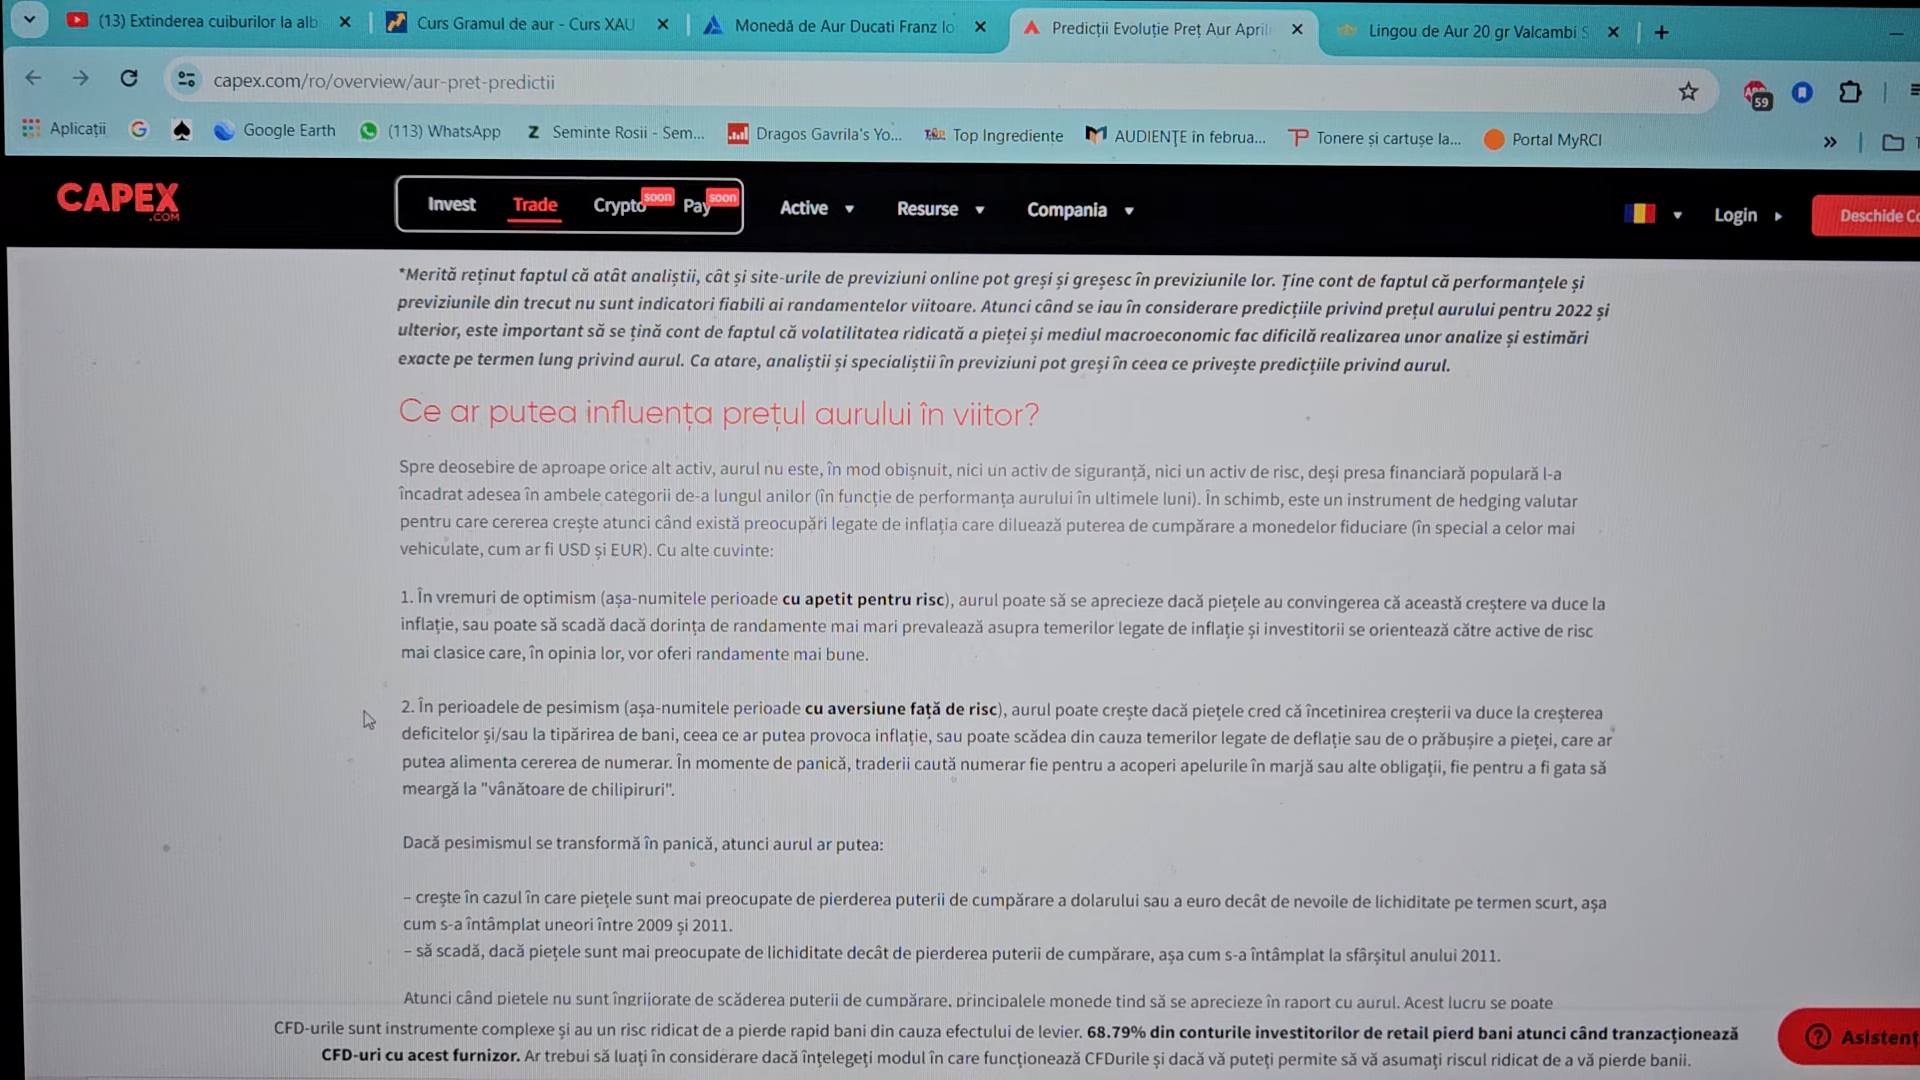 (13) Extinderea cuiburilor la alb
Curs Gramul de aur - Curs XAU
Monedă de Aur Ducati Franz Io
Predicții Evoluție Preț Aur April
Lingou de Aur 20 gr Valcambi S
capex.com/ro/overview/aur-pret-predictii
59
Aplicații
Google Earth
(113) WhatsApp
Seminte Rosii - Sem...
Dragos Gavrila's Yo...
Top Ingrediente
AUDIENŢE în februa...
Tonere și cartușe la...
Portal MyRCI
CAPEX
.COM
Invest
Trade
Crypto
soon
Pay
soon
Active
Resurse
Compania
Login
Deschide Co
*Merită reținut faptul că atât analiștii, cât și site-urile de previziuni online pot greși și greșesc în previziunile lor. Ține cont de faptul că performanțele și
previziunile din trecut nu sunt indicatori fiabili ai randamentelor viitoare. Atunci când se iau în considerare predicțiile privind prețul aurului pentru 2022 și
ulterior, este important să se țină cont de faptul că volatilitatea ridicată a pieței și mediul macroeconomic fac dificilă realizarea unor analize și estimări
exacte pe termen lung privind aurul. Ca atare, analiștii și specialiștii în previziuni pot greși în ceea ce privește predicțiile privind aurul.
Ce ar putea influența prețul aurului în viitor?
Spre deosebire de aproape orice alt activ, aurul nu este, în mod obișnuit, nici un activ de siguranță, nici un activ de risc, deși presa financiară populară l-a
încadrat adesea în ambele categorii de-a lungul anilor (în funcție de performanța aurului în ultimele luni). În schimb, este un instrument de hedging valutar
pentru care cererea crește atunci când există preocupări legate de inflația care diluează puterea de cumpărare a monedelor fiduciare (în special a celor mai
vehiculate, cum ar fi USD și EUR). Cu alte cuvinte:
1. În vremuri de optimism (așa-numitele perioade cu apetit pentru risc), aurul poate să se aprecieze dacă piețele au convingerea că această creștere va duce la
inflație, sau poate să scadă dacă dorința de randamente mai mari prevalează asupra temerilor legate de inflație și investitorii se orientează către active de risc
mai clasice care, în opinia lor, vor oferi randamente mai bune.
2. În perioadele de pesimism (așa-numitele perioade cu aversiune față de risc), aurul poate crește dacă piețele cred că încetinirea creșterii va duce la creșterea
deficitelor și/sau la tipărirea de bani, ceea ce ar putea provoca inflație, sau poate scădea din cauza temerilor legate de deflație sau de o prăbușire a pieței, care ar
putea alimenta cererea de numerar. În momente de panică, traderii caută numerar fie pentru a acoperi apelurile în marjă sau alte obligații, fie pentru a fi gata să
meargă la "vânătoare de chilipiruri".
Dacă pesimismul se transformă în panică, atunci aurul ar putea:
– crește în cazul în care piețele sunt mai preocupate de pierderea puterii de cumpărare a dolarului sau a euro decât de nevoile de lichiditate pe termen scurt, așa
cum s-a întâmplat uneori între 2009 și 2011.
– să scadă, dacă piețele sunt mai preocupate de lichiditate decât de pierderea puterii de cumpărare, așa cum s-a întâmplat la sfârșitul anului 2011.
Atunci când piețele nu sunt îngrijorate de scăderea puterii de cumpărare, principalele monede tind să se aprecieze în raport cu aurul. Acest lucru se poate
CFD-urile sunt instrumente complexe și au un risc ridicat de a pierde rapid bani din cauza efectului de levier. 68.79% din conturile investitorilor de retail pierd bani atunci când tranzacționează
CFD-uri cu acest furnizor. Ar trebui să luați în considerare dacă înțelegeți modul în care funcționează CFDurile și dacă vă puteți permite să vă asumați riscul ridicat de a vă pierde banii.
Asistenț